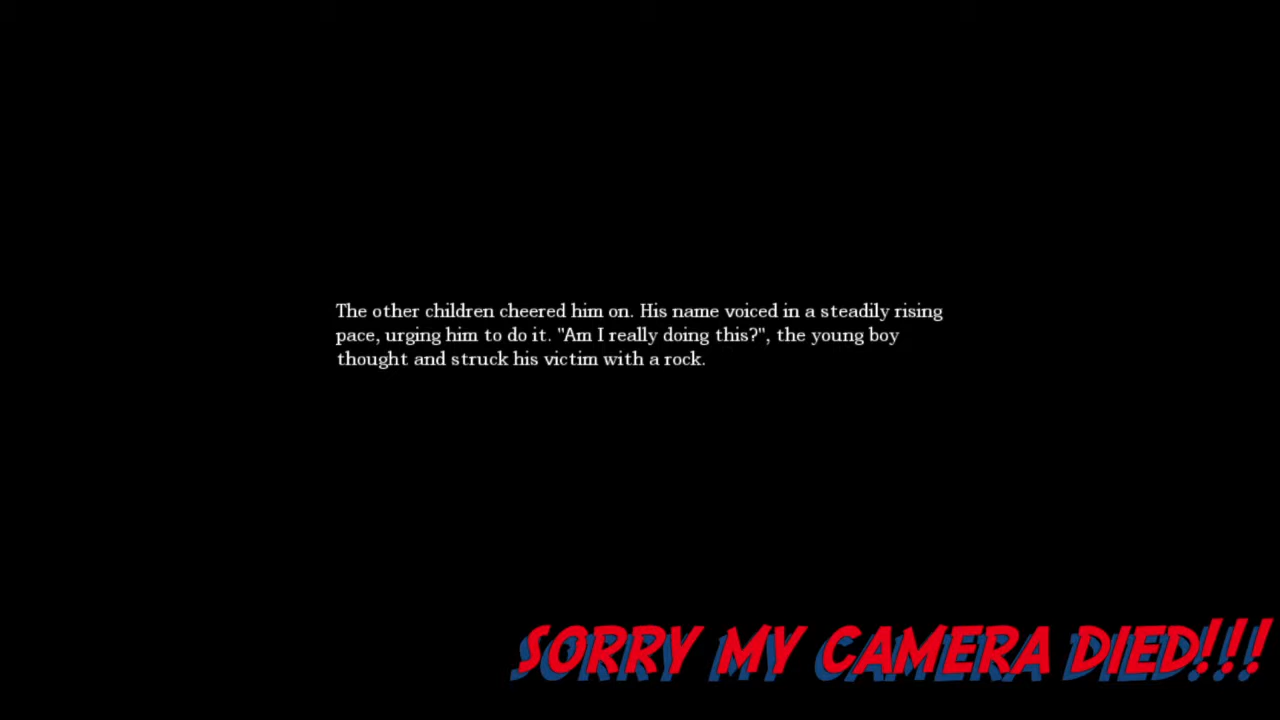 The other children cheered him on. His name voiced in a steadily rising
pace, urging him to do it. "Am I really doing this?", the young boy
thought and struck his victim with a rock.
SORRY MY CAMERA DIED!!!